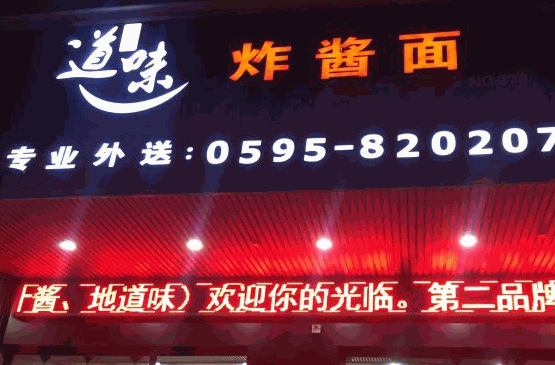 道味 炸酱面
专业外送:0595-820207
酱、地道味）欢迎你的光临。第二品牌